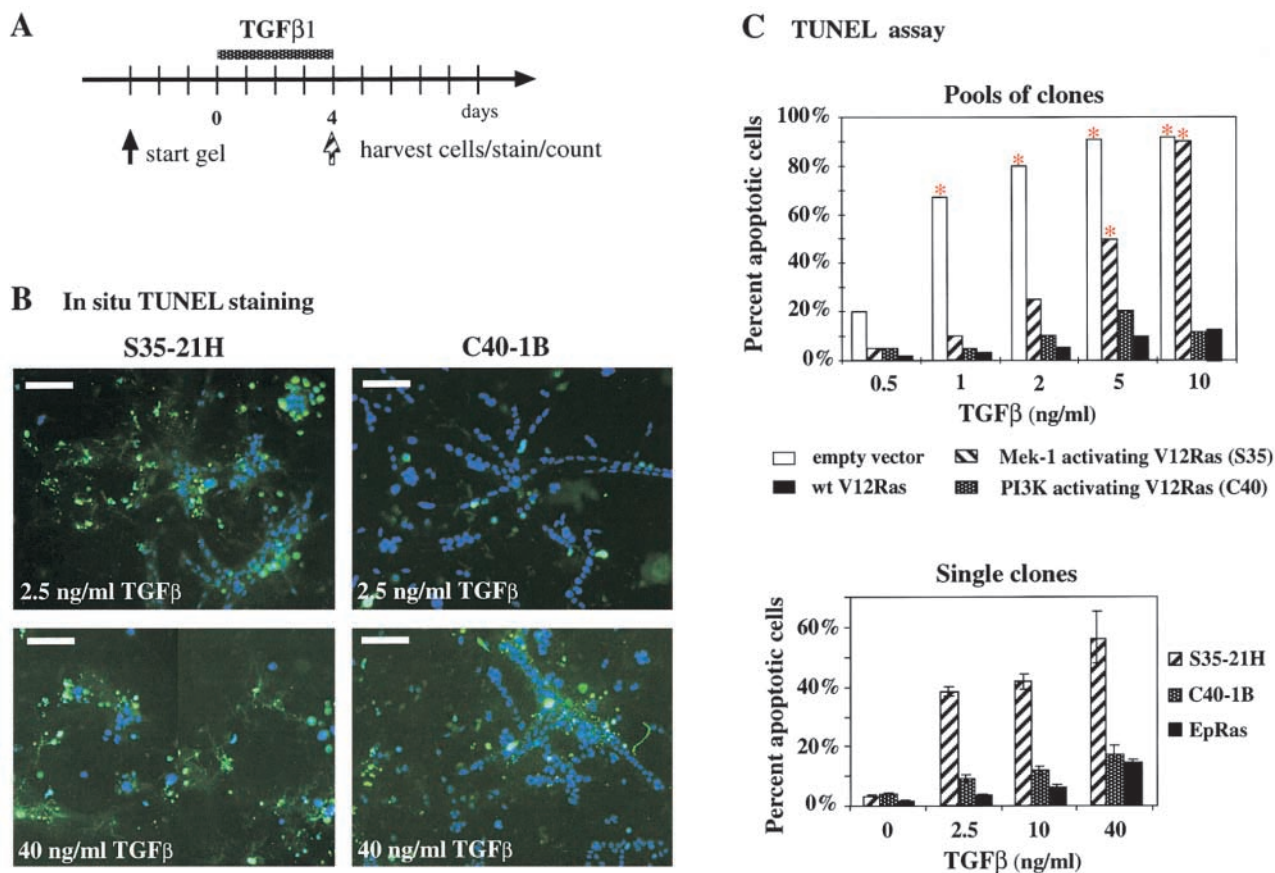 A
TGFβ1
0
4
days
start gel
harvest cells/stain/count
B In situ TUNEL staining
S35-21H
C40-1B
2.5 ng/ml TGFβ
2.5 ng/ml TGFβ
40 ng/ml TGFβ
40 ng/ml TGFβ
C TUNEL assay
Pools of clones
Percent apoptotic cells
100%
80%
60%
40%
20%
0%
* * * * * *
0.5 1 2 5 10
TGFβ (ng/ml)
empty vector
Mek-1 activating V12Ras (S35)
wt V12Ras
PI3K activating V12Ras (C40)
Single clones
Percent apoptotic cells
60%
40%
20%
0%
0 2.5 10 40
TGFβ (ng/ml)
S35-21H
C40-1B
EpRas